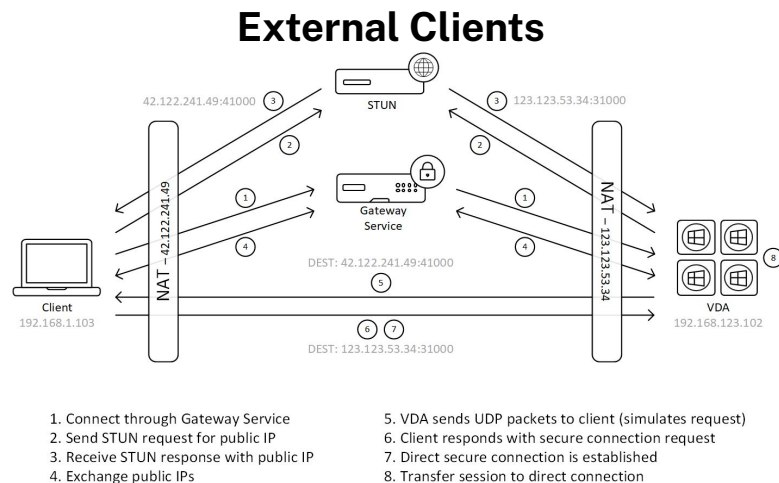 External Clients
42.122.241.49:41000
3
STUN
3
123.123.53.34:31000
2
2
NAT – 42.122.241.49
NAT – 123.123.53.34
1
Gateway
Service
1
4
4
DEST: 42.122.241.49:41000
5
8
Client
192.168.1.103
VDA
192.168.123.102
6
7
DEST: 123.123.53.34:31000
1. Connect through Gateway Service
2. Send STUN request for public IP
3. Receive STUN response with public IP
4. Exchange public IPs
5. VDA sends UDP packets to client (simulates request)
6. Client responds with secure connection request
7. Direct secure connection is established
8. Transfer session to direct connection